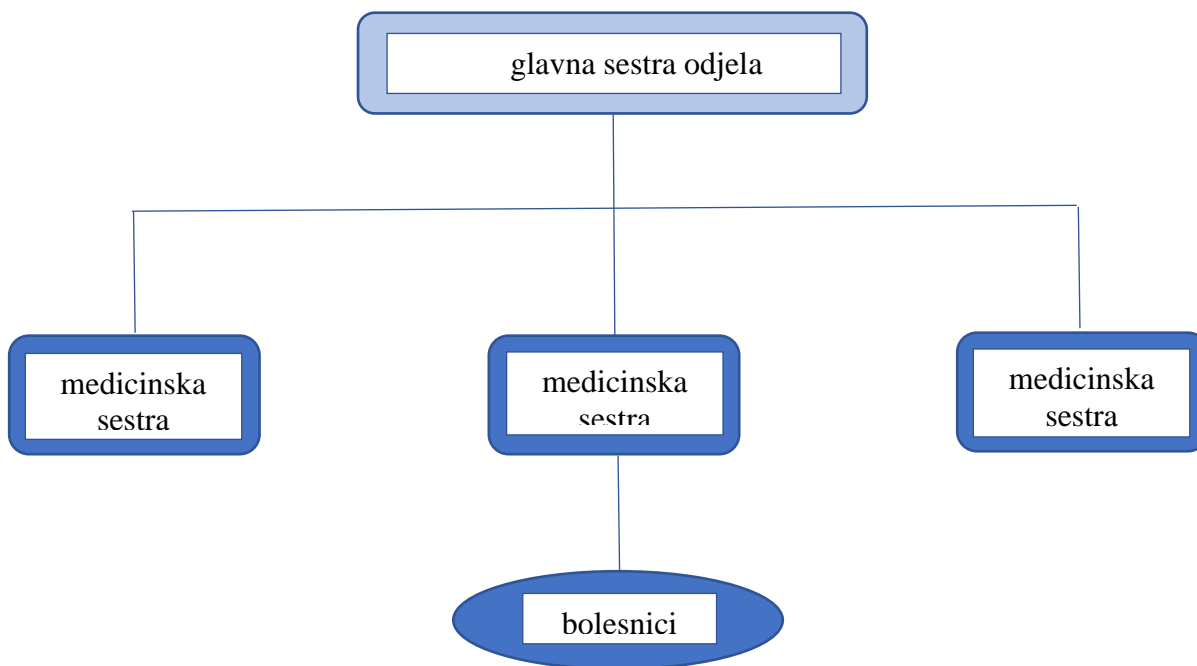 glavna sestra odjela
medicinska
sestra
medicinska
sestra
medicinska
sestra
bolesnici